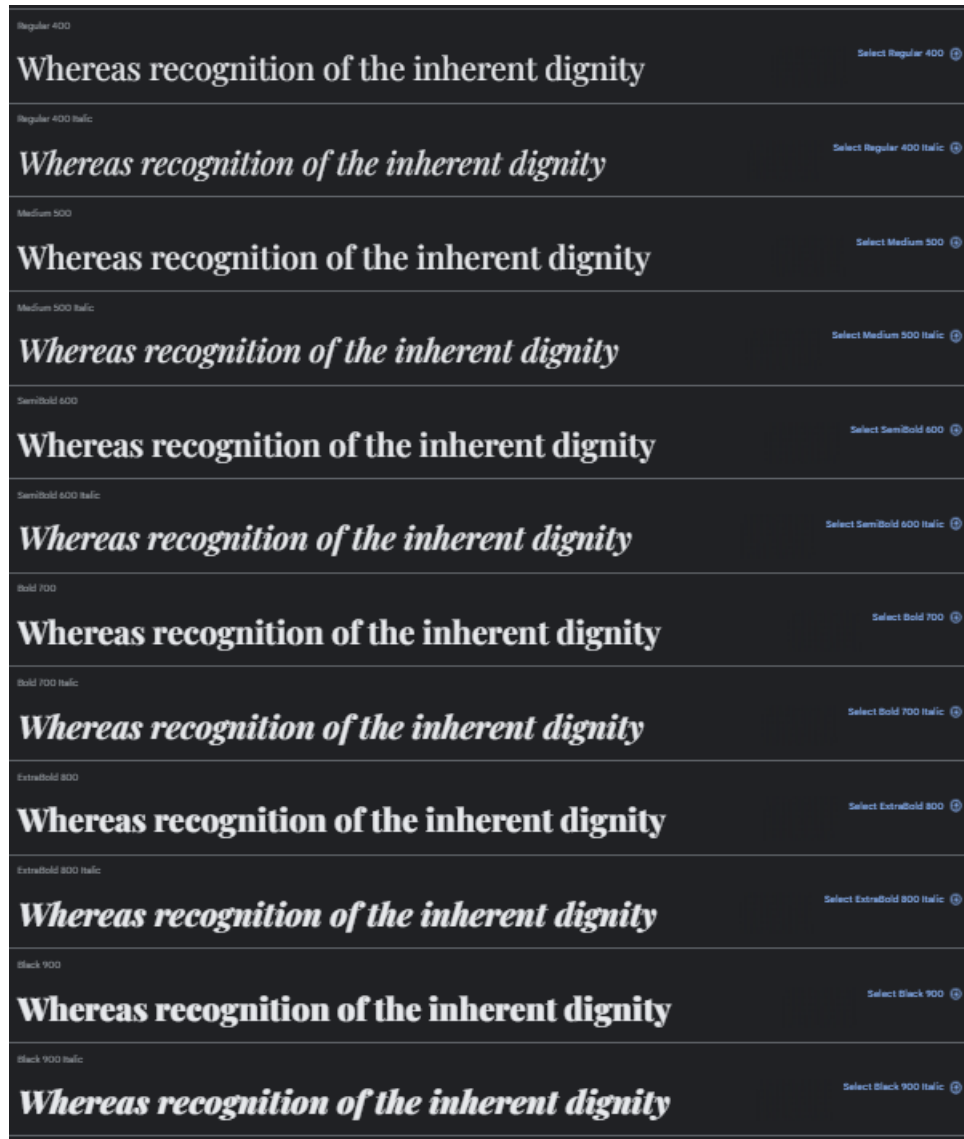 Regular 400
Select Regular 400
Whereas recognition of the inherent dignity
Regular 400 Italic
Select Regular 400 Italic
Whereas recognition of the inherent dignity
Medium 500
Select Medium 500
Whereas recognition of the inherent dignity
Medium 500 Italic
Select Medium 500 Italic
Whereas recognition of the inherent dignity
SemiBold 600
Select SemiBold 600
Whereas recognition of the inherent dignity
SemiBold 600 Italic
Select SemiBold 600 Italic
Whereas recognition of the inherent dignity
Bold 700
Select Bold 700
Whereas recognition of the inherent dignity
Bold 700 Italic
Select Bold 700 Italic
Whereas recognition of the inherent dignity
ExtraBold 800
Select ExtraBold 800
Whereas recognition of the inherent dignity
ExtraBold 800 Italic
Select ExtraBold 800 Italic
Whereas recognition of the inherent dignity
Black 900
Select Black 900
Whereas recognition of the inherent dignity
Black 900 Italic
Select Black 900 Italic
Whereas recognition of the inherent dignity